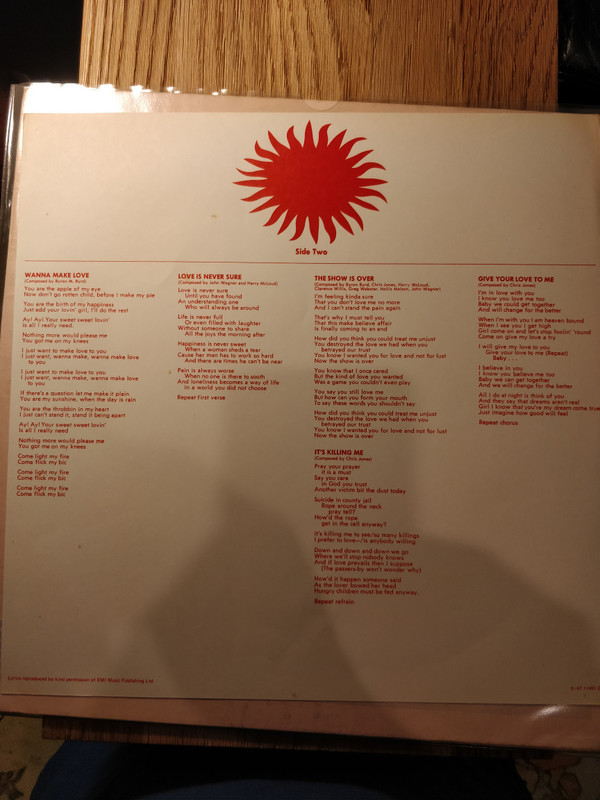 Side Two
WANNA MAKE LOVE
(Composed by Byron M. Byrd)
You are the apple of my eye
Now don't go rotten child, before I make my pie
You are the birth of my happiness
Just add your lovin' girl, I'll do the rest
Ay! Ay! Your sweet sweet lovin'
is all I really need.
Nothing more would please me
You got me on my knees
I just want to make love to you
I just want, wanna make, wanna make love
to you
I just want to make love to you
I just want, wanna make, wanna make love
to you
If there's a question let me make it plain
You are my sunshine, when the day is rain
You are the throbbin in my heart
I just can't stand it, stand it being apart
Ay! Ay! Your sweet sweet lovin'
Is all I really need
Nothing more would please me
You got me on my knees
Come light my fire
Come flick my bic
Come light my fire
Come flick my bic
Come light my fire
Come flick my bic
LOVE IS NEVER SURE
(Composed by John Wagner and Harry McLoud)
Love is never sure
Until you have found
An understanding one
Who will always be around
Life is never full
Or even filled with laughter
Without someone to share
All the joys the morning after
Happiness is never sweet
When a woman sheds a tear
Cause her man has to work so hard
And there are times he can't be near
Pain is always worse
When no one is there to sooth
And loneliness becomes a way of life
in a world you did not choose
Repeat first verse
THE SHOW IS OVER
(Composed by Byron Byrd, Chris Jones, Harry McLoud,
Clarence Willis, Greg Webster, Hollis Melson, John Wagner)
I'm feeling kinda sure
That you don't love me no more
And I can't stand the pain again
That's why I must tell you
That this make believe affair
is finally coming to an end
How did you think you could treat me unjust
You destroyed the love we had when you
betrayed our trust
You know I wanted you for love and not for lust
Now the show is over
You know that I once cared
But the kind of love you wanted
Was a game you couldn't even play
You say you still love me
But how can you form your mouth
To say these words you shouldn't say
How did you think you could treat me unjust
You destroyed the love we had when you
betrayed our trust
You know I wanted you for love and not for lust
Now the show is over
IT'S KILLING ME
(Composed by Chris Jones)
Pray your prayer
it is a must
Say you care
in God you trust
Another victim bit the dust today
Suicide in county jail
Rope around the neck
pray tell?
How'd the rope
get in the cell anyway?
It's killing me to see/so many killings
I prefer to love—/is anybody willing
Down and down and down we go
Where we'll stop nobody knows
And if love prevails then I suppose
(The passers-by won't wonder why)
How'd it happen someone said
As the lover bowed her head
Hungry children must be fed anyway
Repeat refrain
GIVE YOUR LOVE TO ME
(Composed by Chris Jones)
I'm in love with you
I know you love me too
Baby we could get together
And will change for the better
When I'm with you I am heaven bound
When I see you I get high
Girl come on and let's stop foolin' 'round
Come on give love a try
I will give my love to you
Give your love to me (Repeat)
Baby . . .
I believe in you
I know you believe me too
Baby we can get together
And we will change for the better
All I do at night is think of you
And they say that dreams aren't real
Girl I know that you're my dream come true
Just imagine how good will feel
Repeat chorus
Lyrics reproduced by kind permission of EMI Music Publishing Ltd